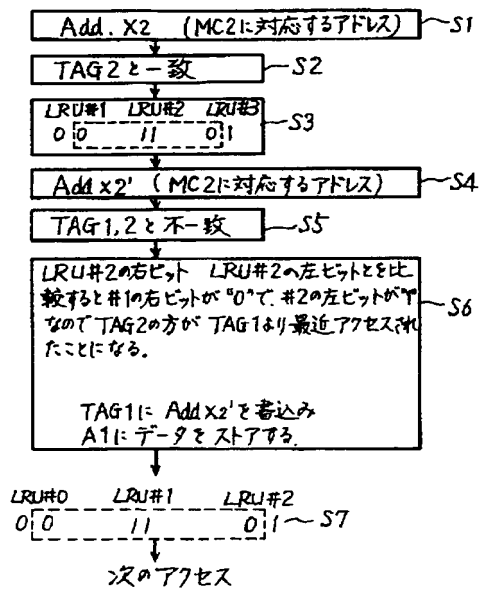 Add. X2 (MC2に対応するアドレス) S1
TAG2と一致 S2
LRU#1 LRU#2 LRU#3
0 0 11 0 1 S3
Add X2' (MC2に対応するアドレス) S4
TAG1,2と不一致 S5
LRU#2の右ビット LRU#2の左ビットとを比
較すると#1の右ビットが"0"で、#2の左ビットが"1"
なのでTAG2の方がTAG1より最近アクセスされ
たことになる。 S6
TAG1に Add X2'を書込み
A1にデータをストアする.
LRU#0 LRU#1 LRU#2
0 0 11 0 1 S7
次のアクセス